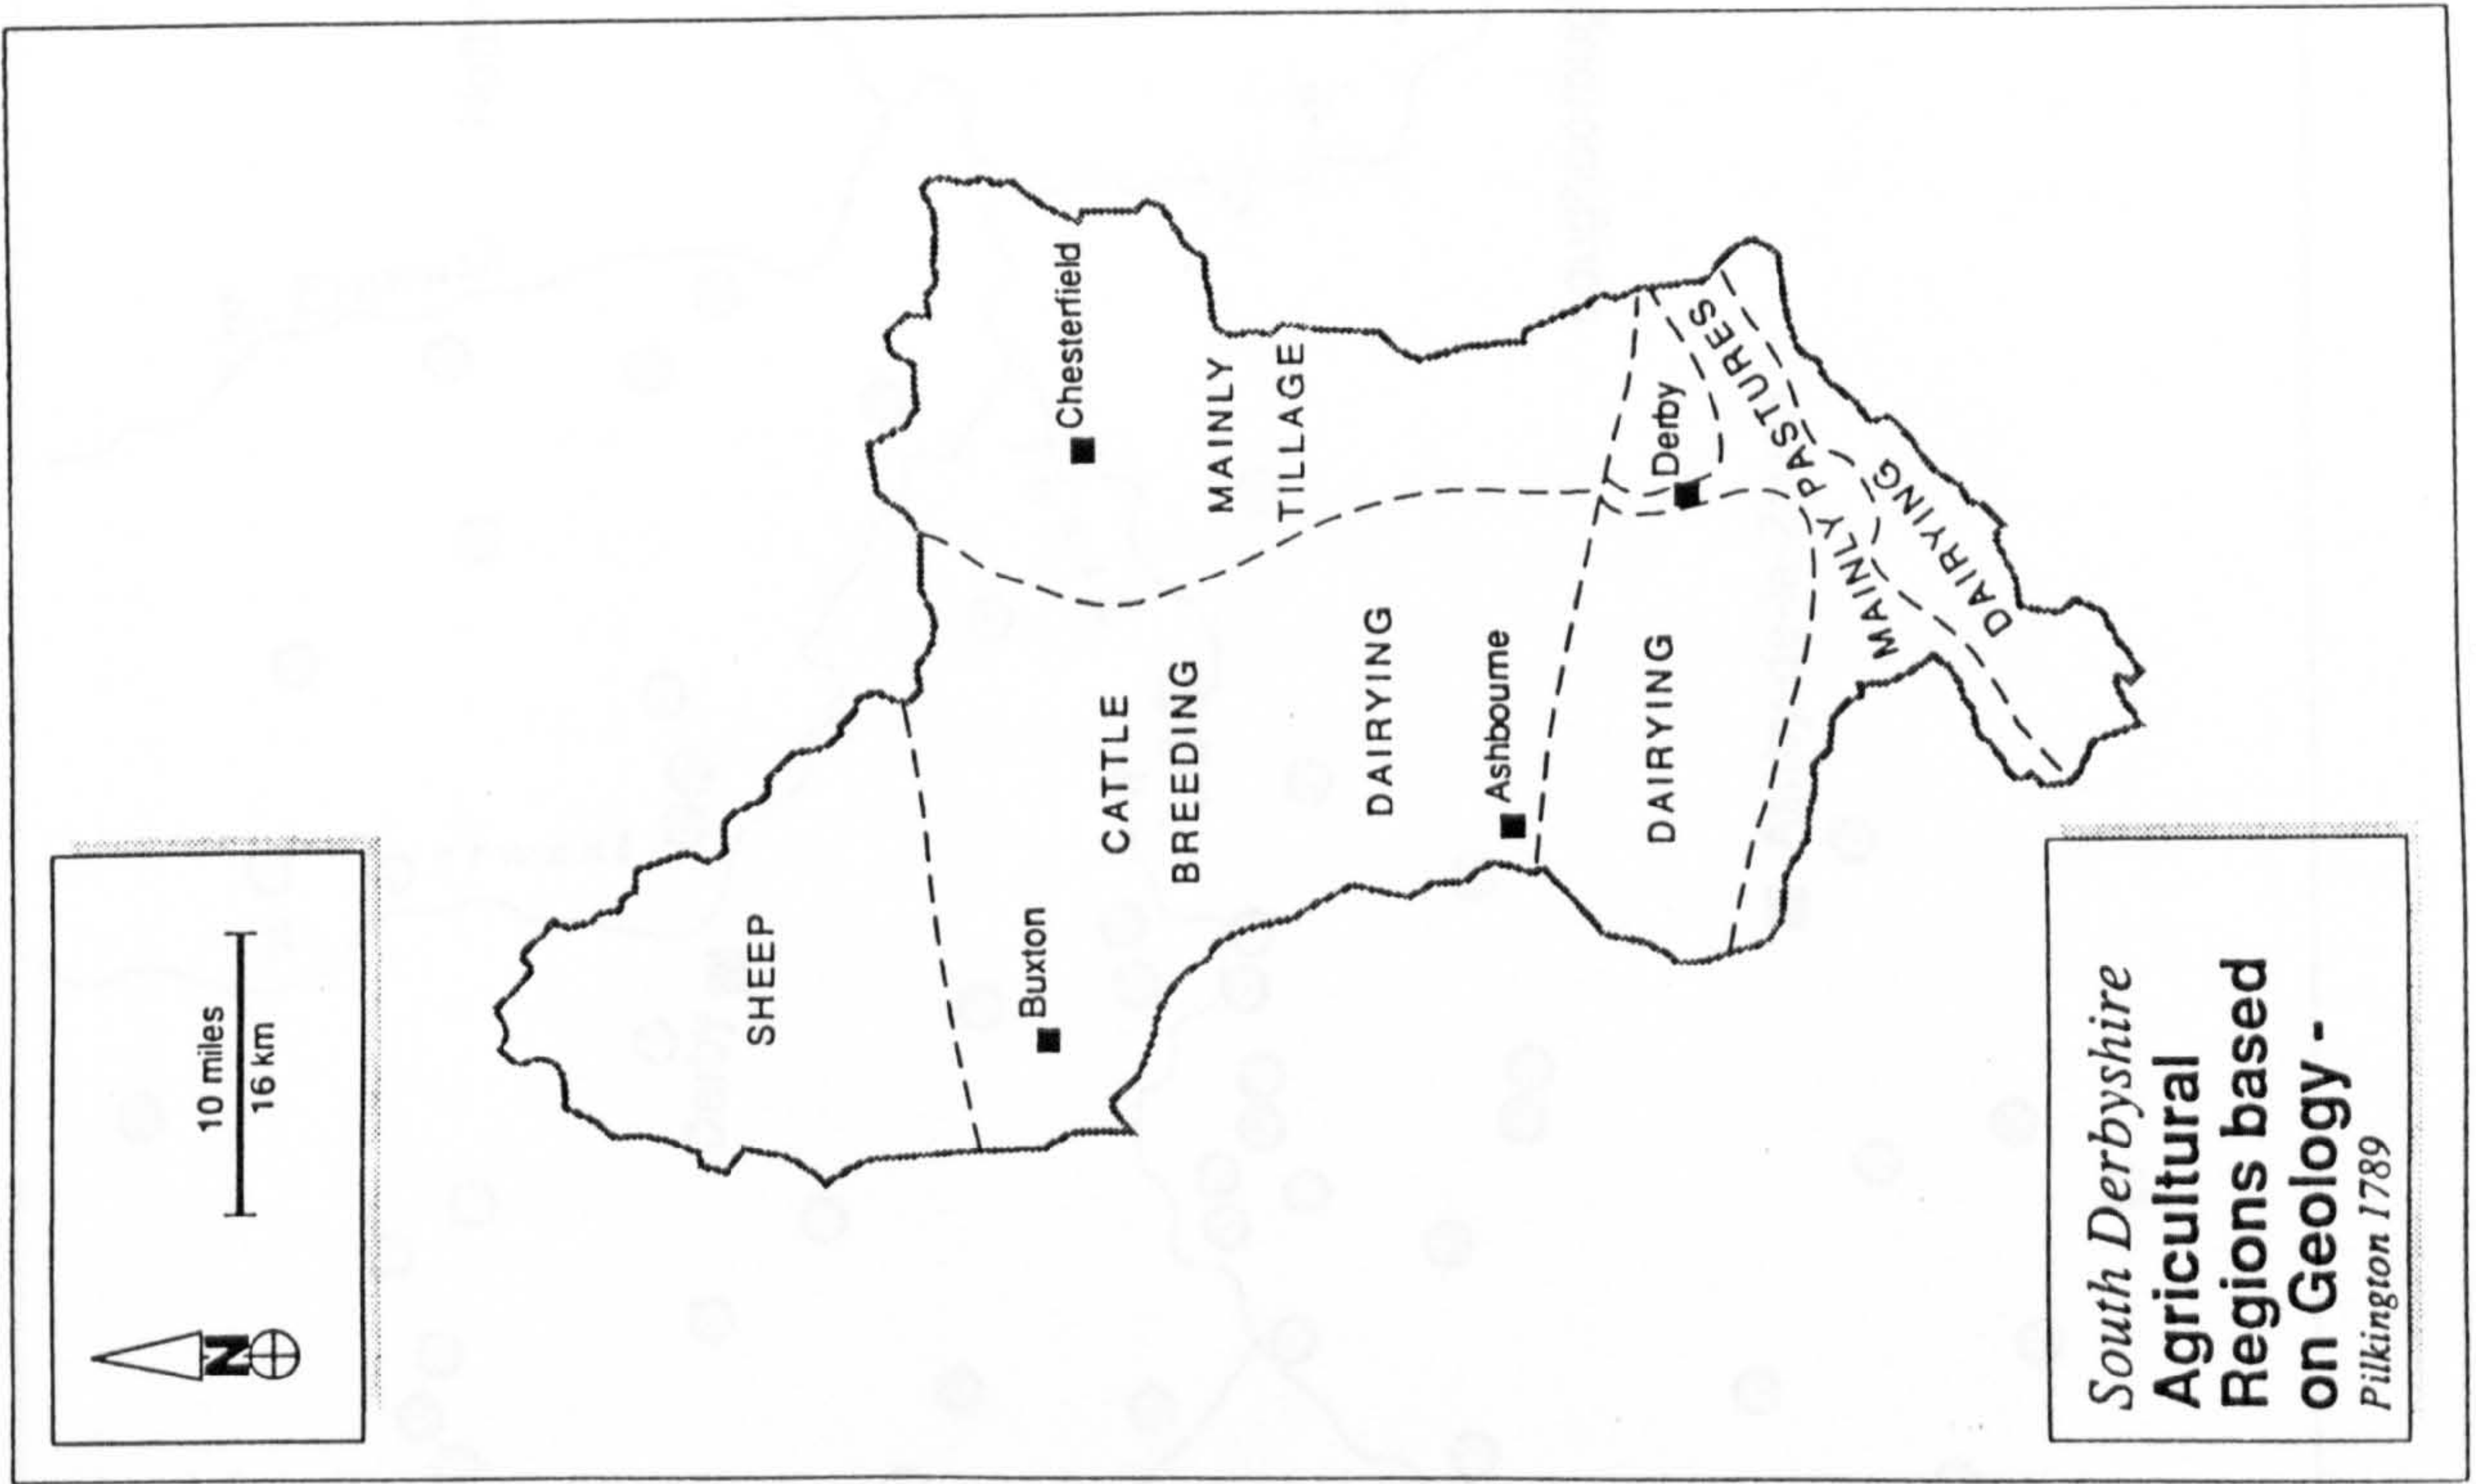 10 miles
16 km
N
SHEEP
Buxton
Chesterfield
CATTLE
BREEDING
MAINLY
TILLAGE
DAIRYING
Ashbourne
DAIRYING
Derby
MAINLY PASTURES
DAIRYING
South Derbyshire
Agricultural
Regions based
on Geology -
Pilkington 1789